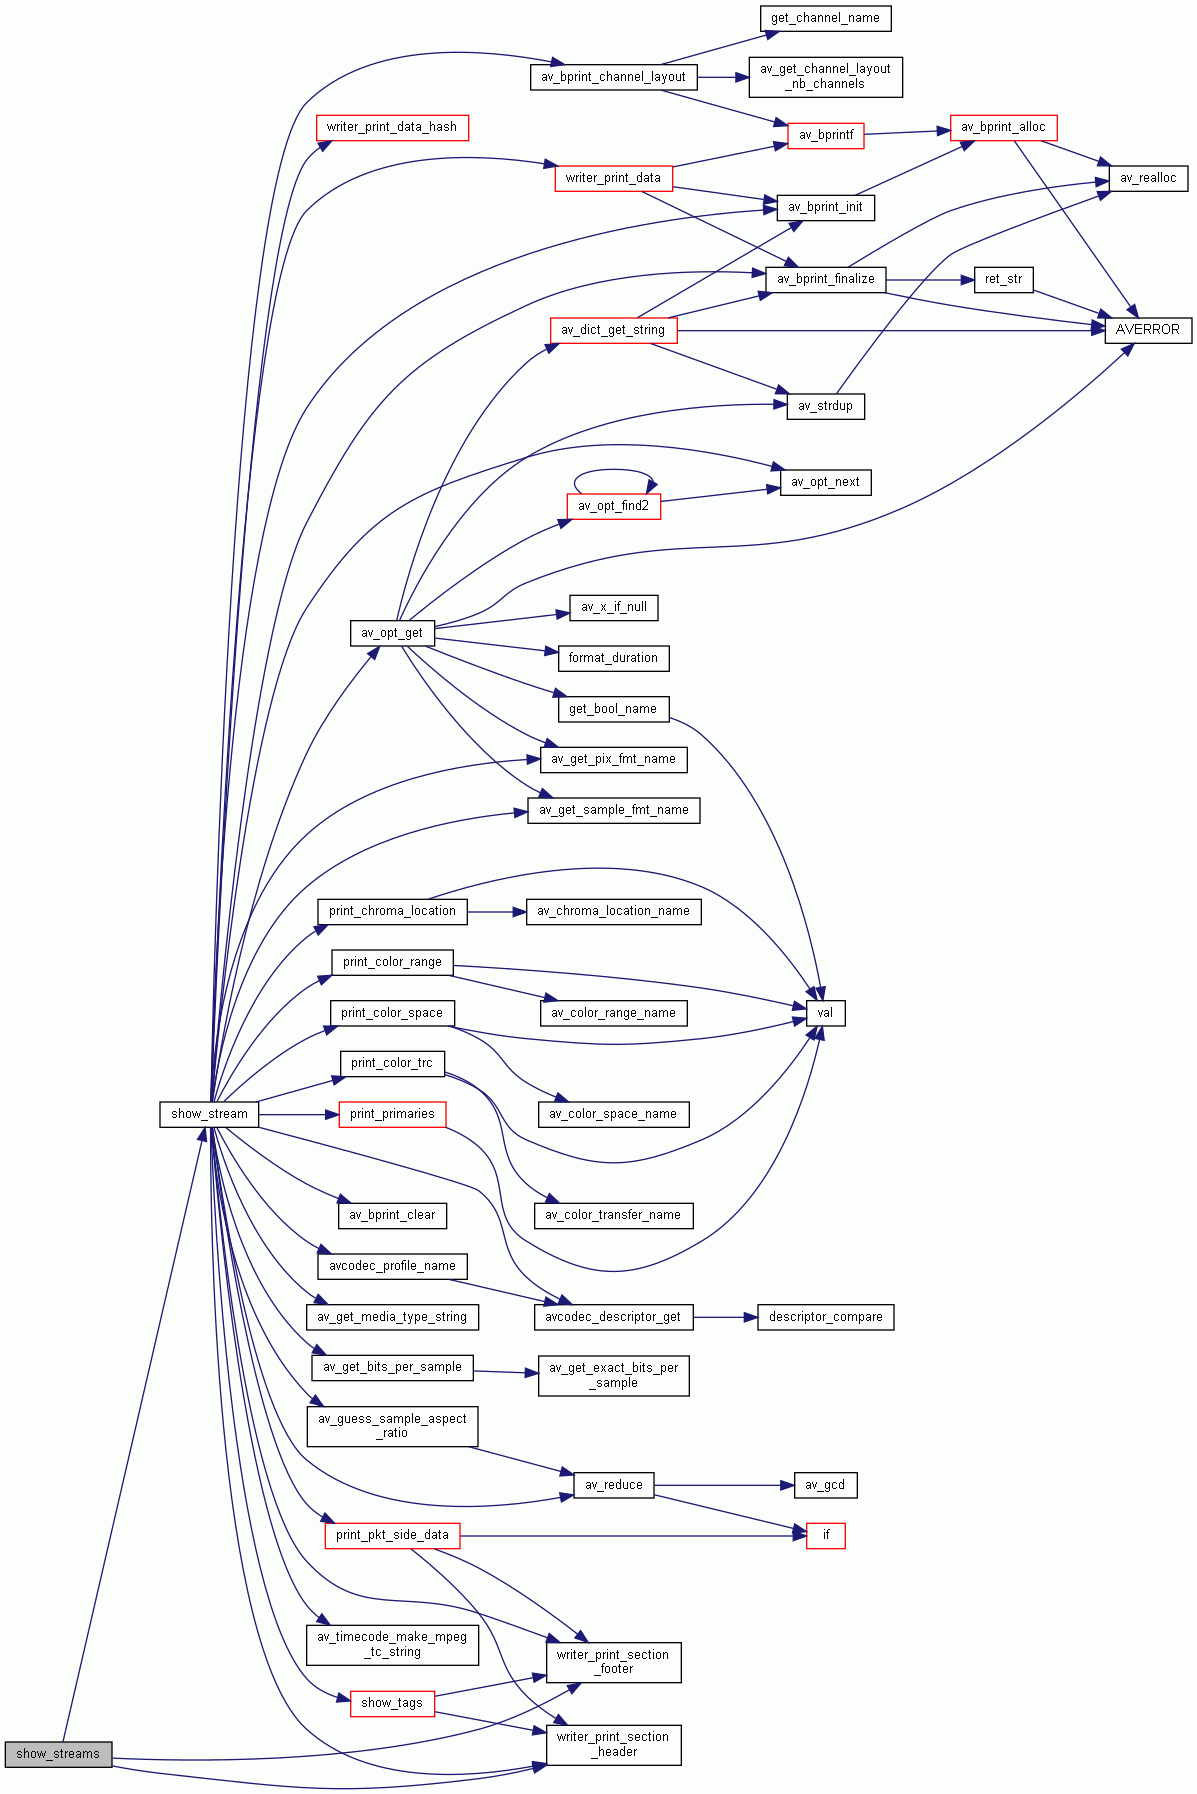 get_channel_name
av_bprint_channel_layout
av_get_channel_layout
_nb_channels
writer_print_data_hash
av_bprintf
av_bprint_alloc
writer_print_data
av_realloc
av_bprint_init
av_bprint_finalize
ret_str
av_dict_get_string
AVERROR
av_strdup
av_opt_next
av_opt_find2
av_x_if_null
av_opt_get
format_duration
get_bool_name
av_get_pix_fmt_name
av_get_sample_fmt_name
print_chroma_location
av_chroma_location_name
print_color_range
av_color_range_name
print_color_space
val
print_color_trc
show_stream
print_primaries
av_color_space_name
av_bprint_clear
av_color_transfer_name
avcodec_profile_name
av_get_media_type_string
avcodec_descriptor_get
descriptor_compare
av_get_bits_per_sample
av_get_exact_bits_per
_sample
av_guess_sample_aspect
_ratio
av_reduce
av_gcd
print_pkt_side_data
if
av_timecode_make_mpeg
_tc_string
writer_print_section
_footer
show_tags
writer_print_section
_header
show_streams